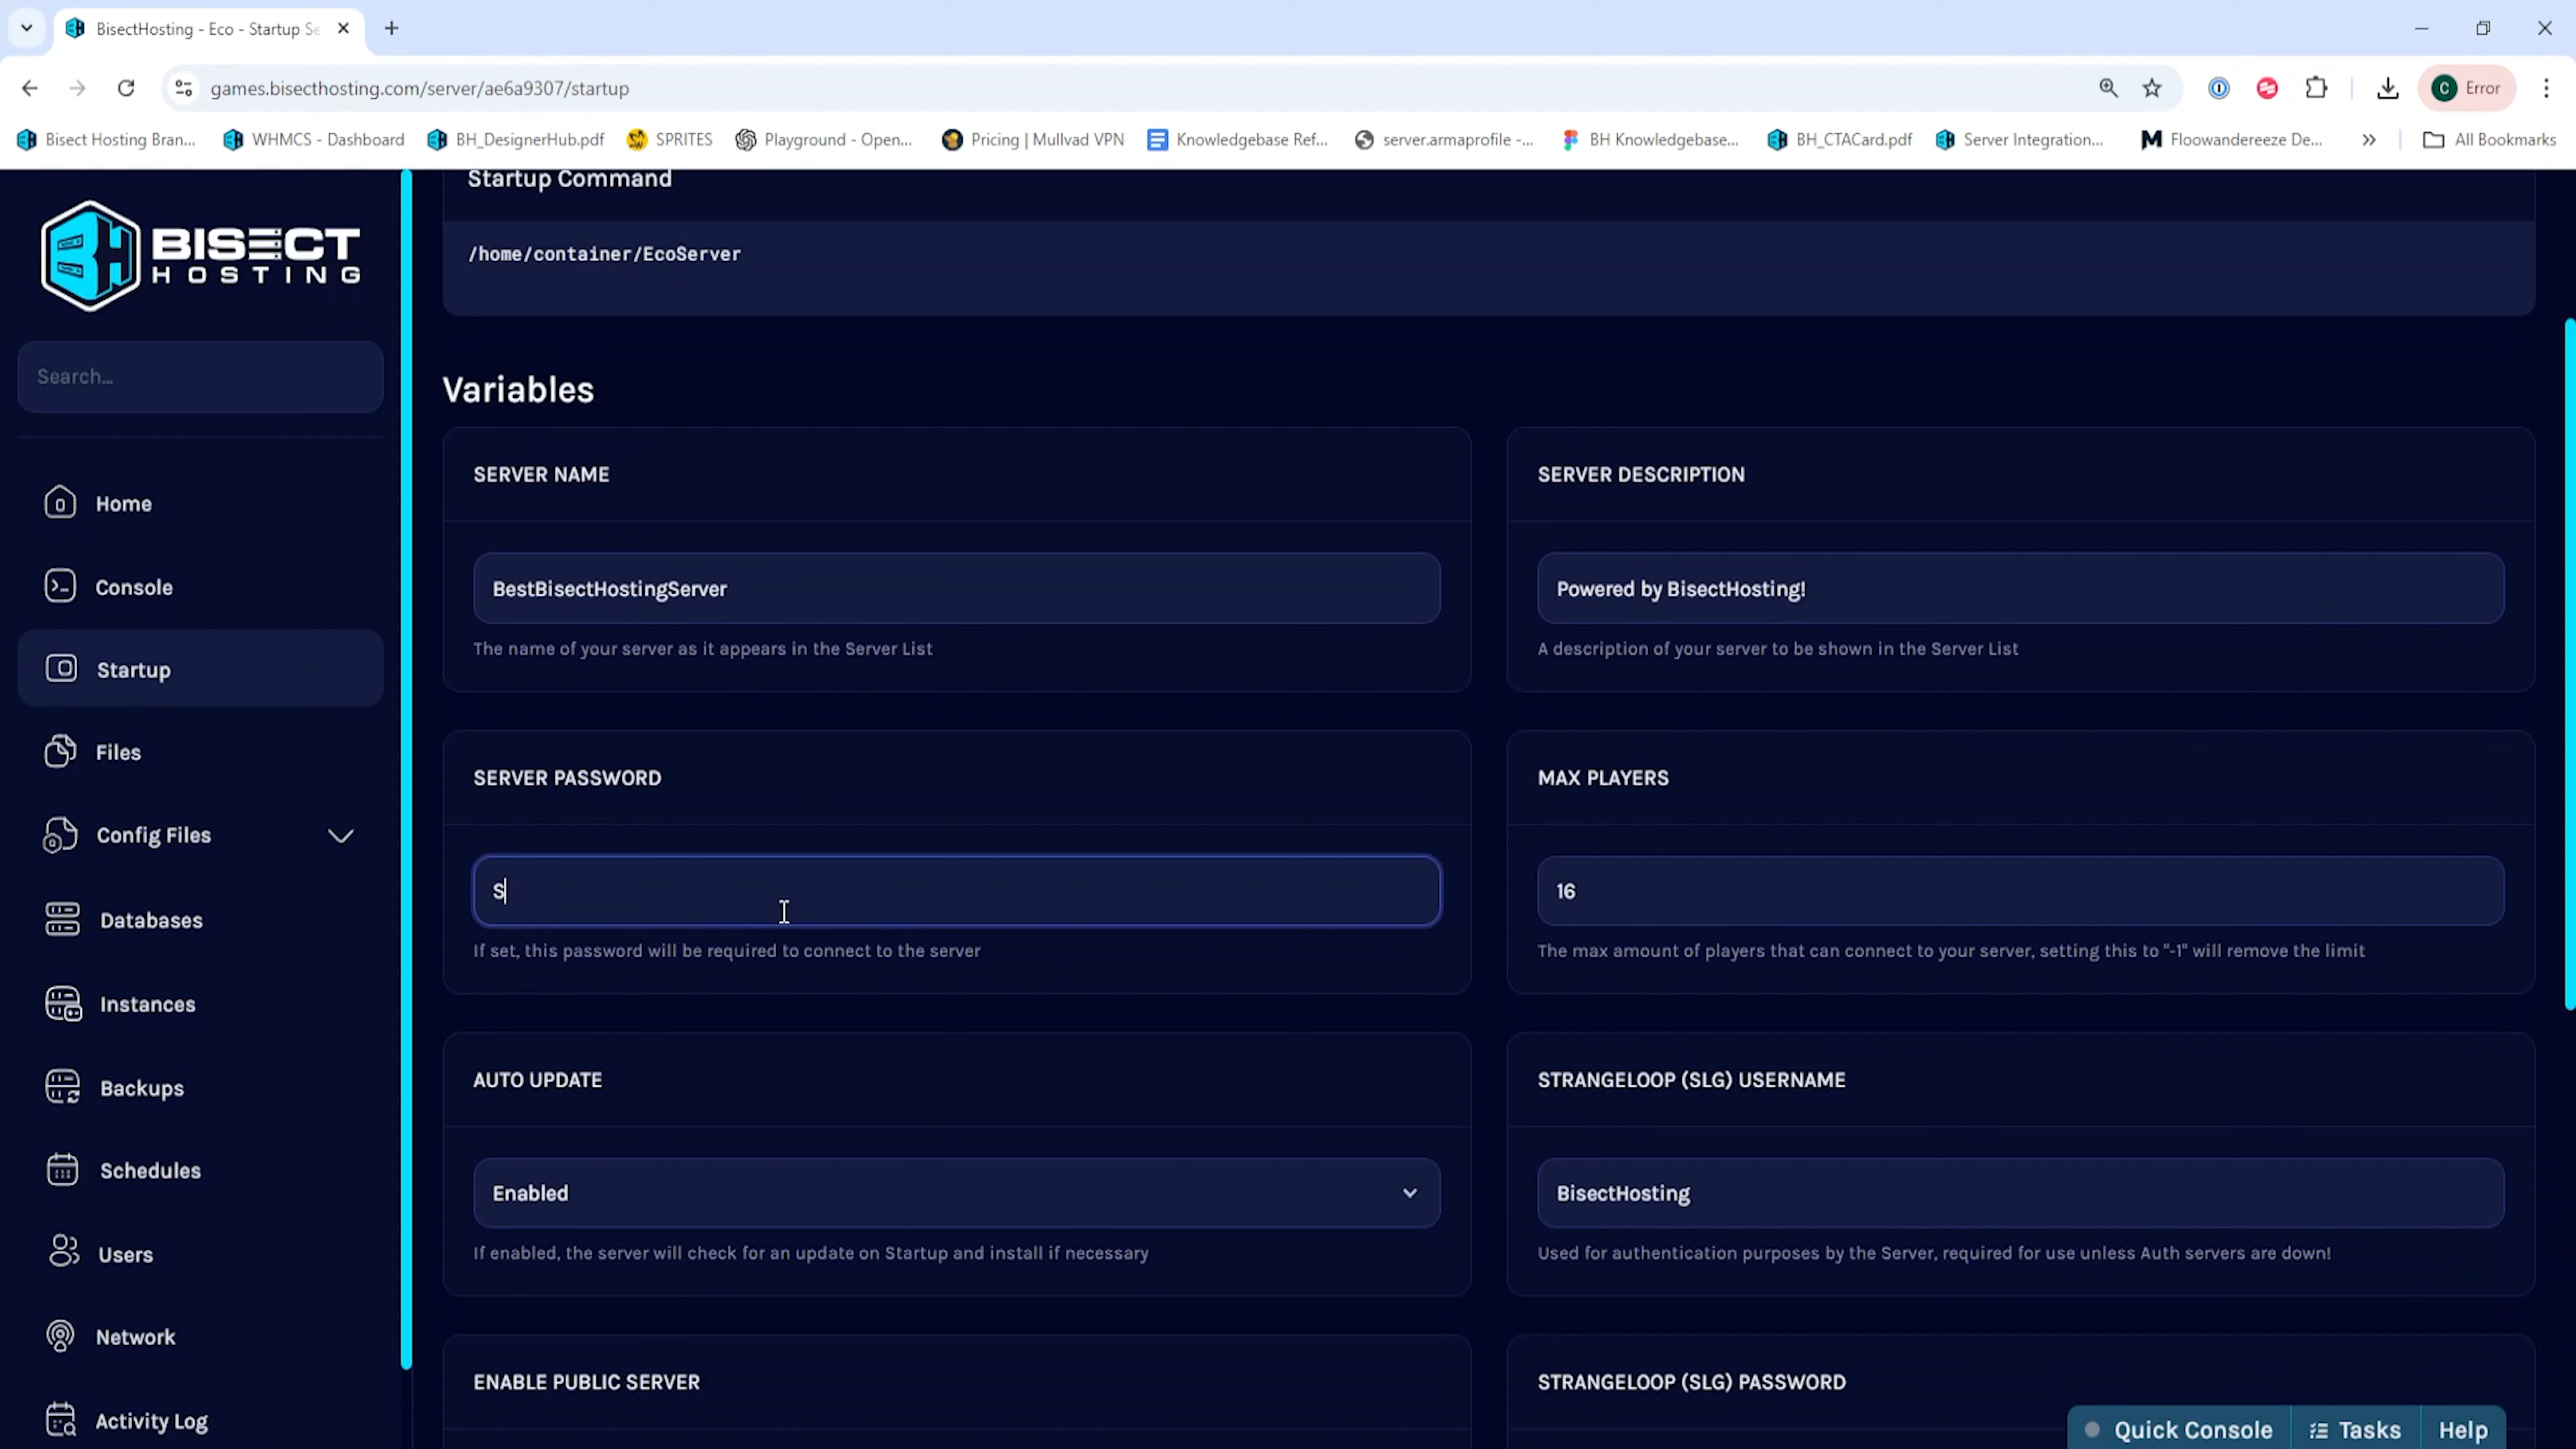 BisectHosting - Eco - Startup Se
games.bisecthosting.com/server/ae6a9307/startup
C Error
Bisect Hosting Bran...
WHMCS - Dashboard
BH_DesignerHub.pdf
SPRITES
Playground - Open...
Pricing | Mullvad VPN
Knowledgebase Ref...
server.armaprofile -...
BH Knowledgebase...
BH_CTACard.pdf
Server Integration...
Floowandereeze De...
All Bookmarks
BISECT
HOSTING
Search...
Home
Console
Startup
Files
Config Files
Databases
Instances
Backups
Schedules
Users
Network
Activity Log
Startup Command
/home/container/EcoServer
Variables
SERVER NAME
BestBisectHostingServer
The name of your server as it appears in the Server List
SERVER DESCRIPTION
Powered by BisectHosting!
A description of your server to be shown in the Server List
SERVER PASSWORD
S
If set, this password will be required to connect to the server
MAX PLAYERS
16
The max amount of players that can connect to your server, setting this to "-1" will remove the limit
AUTO UPDATE
Enabled
If enabled, the server will check for an update on Startup and install if necessary
STRANGELOOP (SLG) USERNAME
BisectHosting
Used for authentication purposes by the Server, required for use unless Auth servers are down!
ENABLE PUBLIC SERVER
STRANGELOOP (SLG) PASSWORD
Quick Console
Tasks
Help